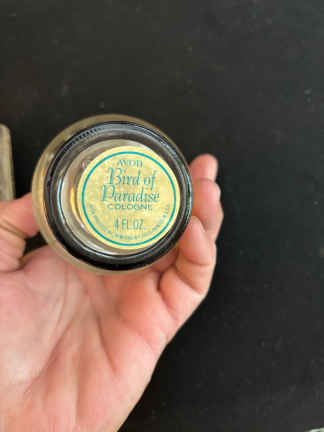 AVON
Bird of
Paradise
COLOGNE
4 FL. OZ.